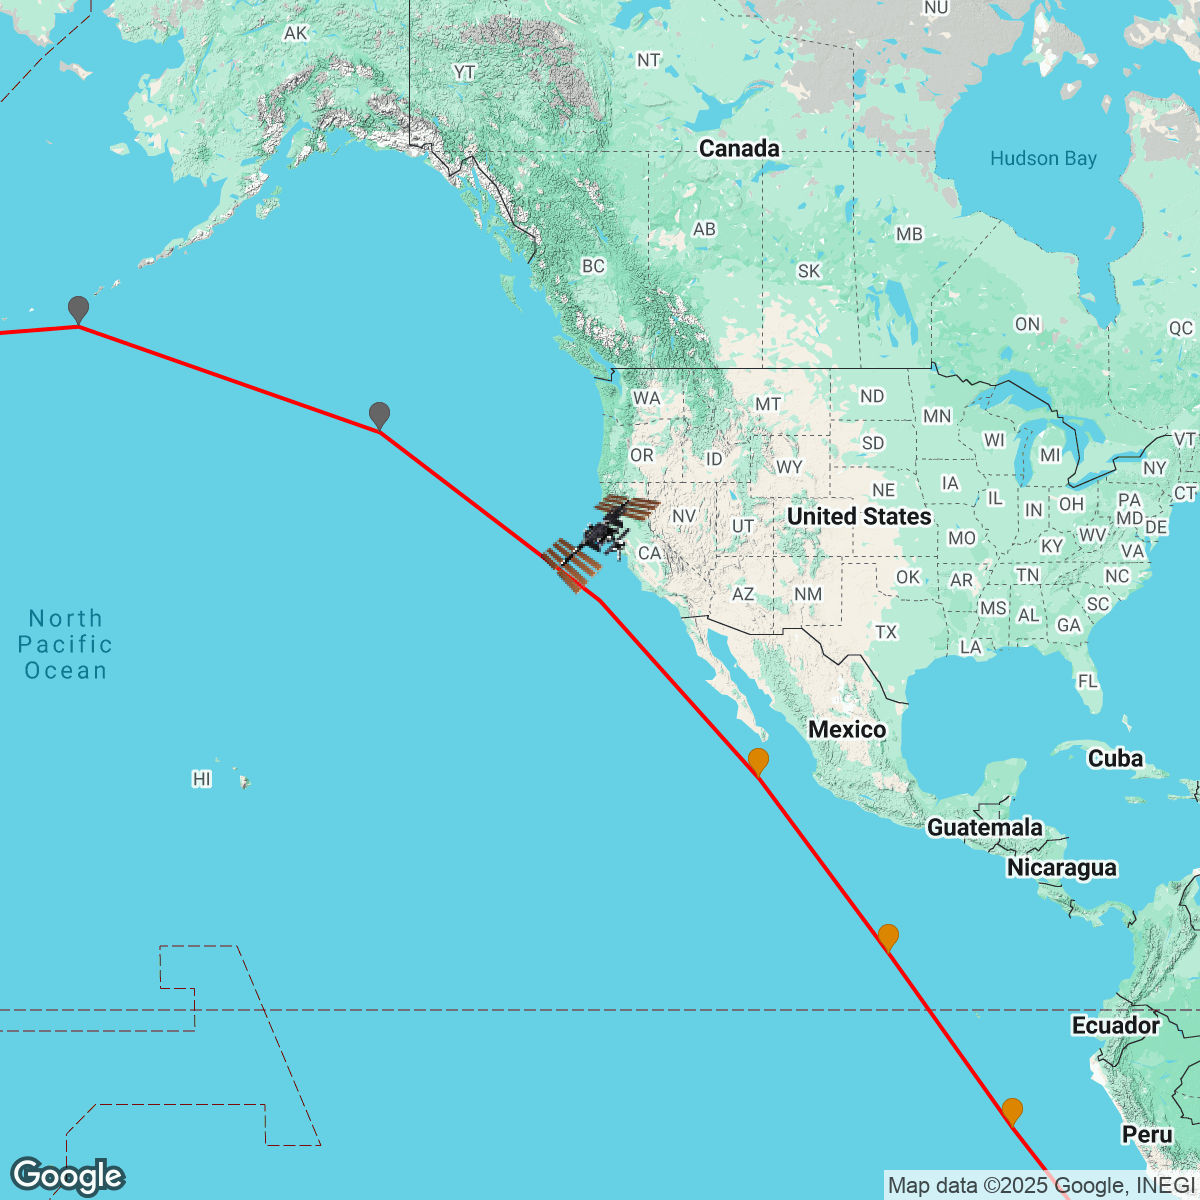 NU
AK
NT
YT
Canada
Hudson Bay
AB
MB
BC
SK
ON
QC
WA
MT
ND
MN
VT
OR
ID
SD
WI
MI
NY
WY
IA
NE
CT
IL
IN
OH
PA
NV
UT
United States
MD
DE
CA
MO
KY
WV
VA
OK
AR
TN
NC
AZ
NM
MS
AL
SC
GA
TX
LA
FL
North
Pacific
Ocean
Mexico
Cuba
HI
Guatemala
Nicaragua
Ecuador
Peru
Google
Map data ©2025 Google, INEGI